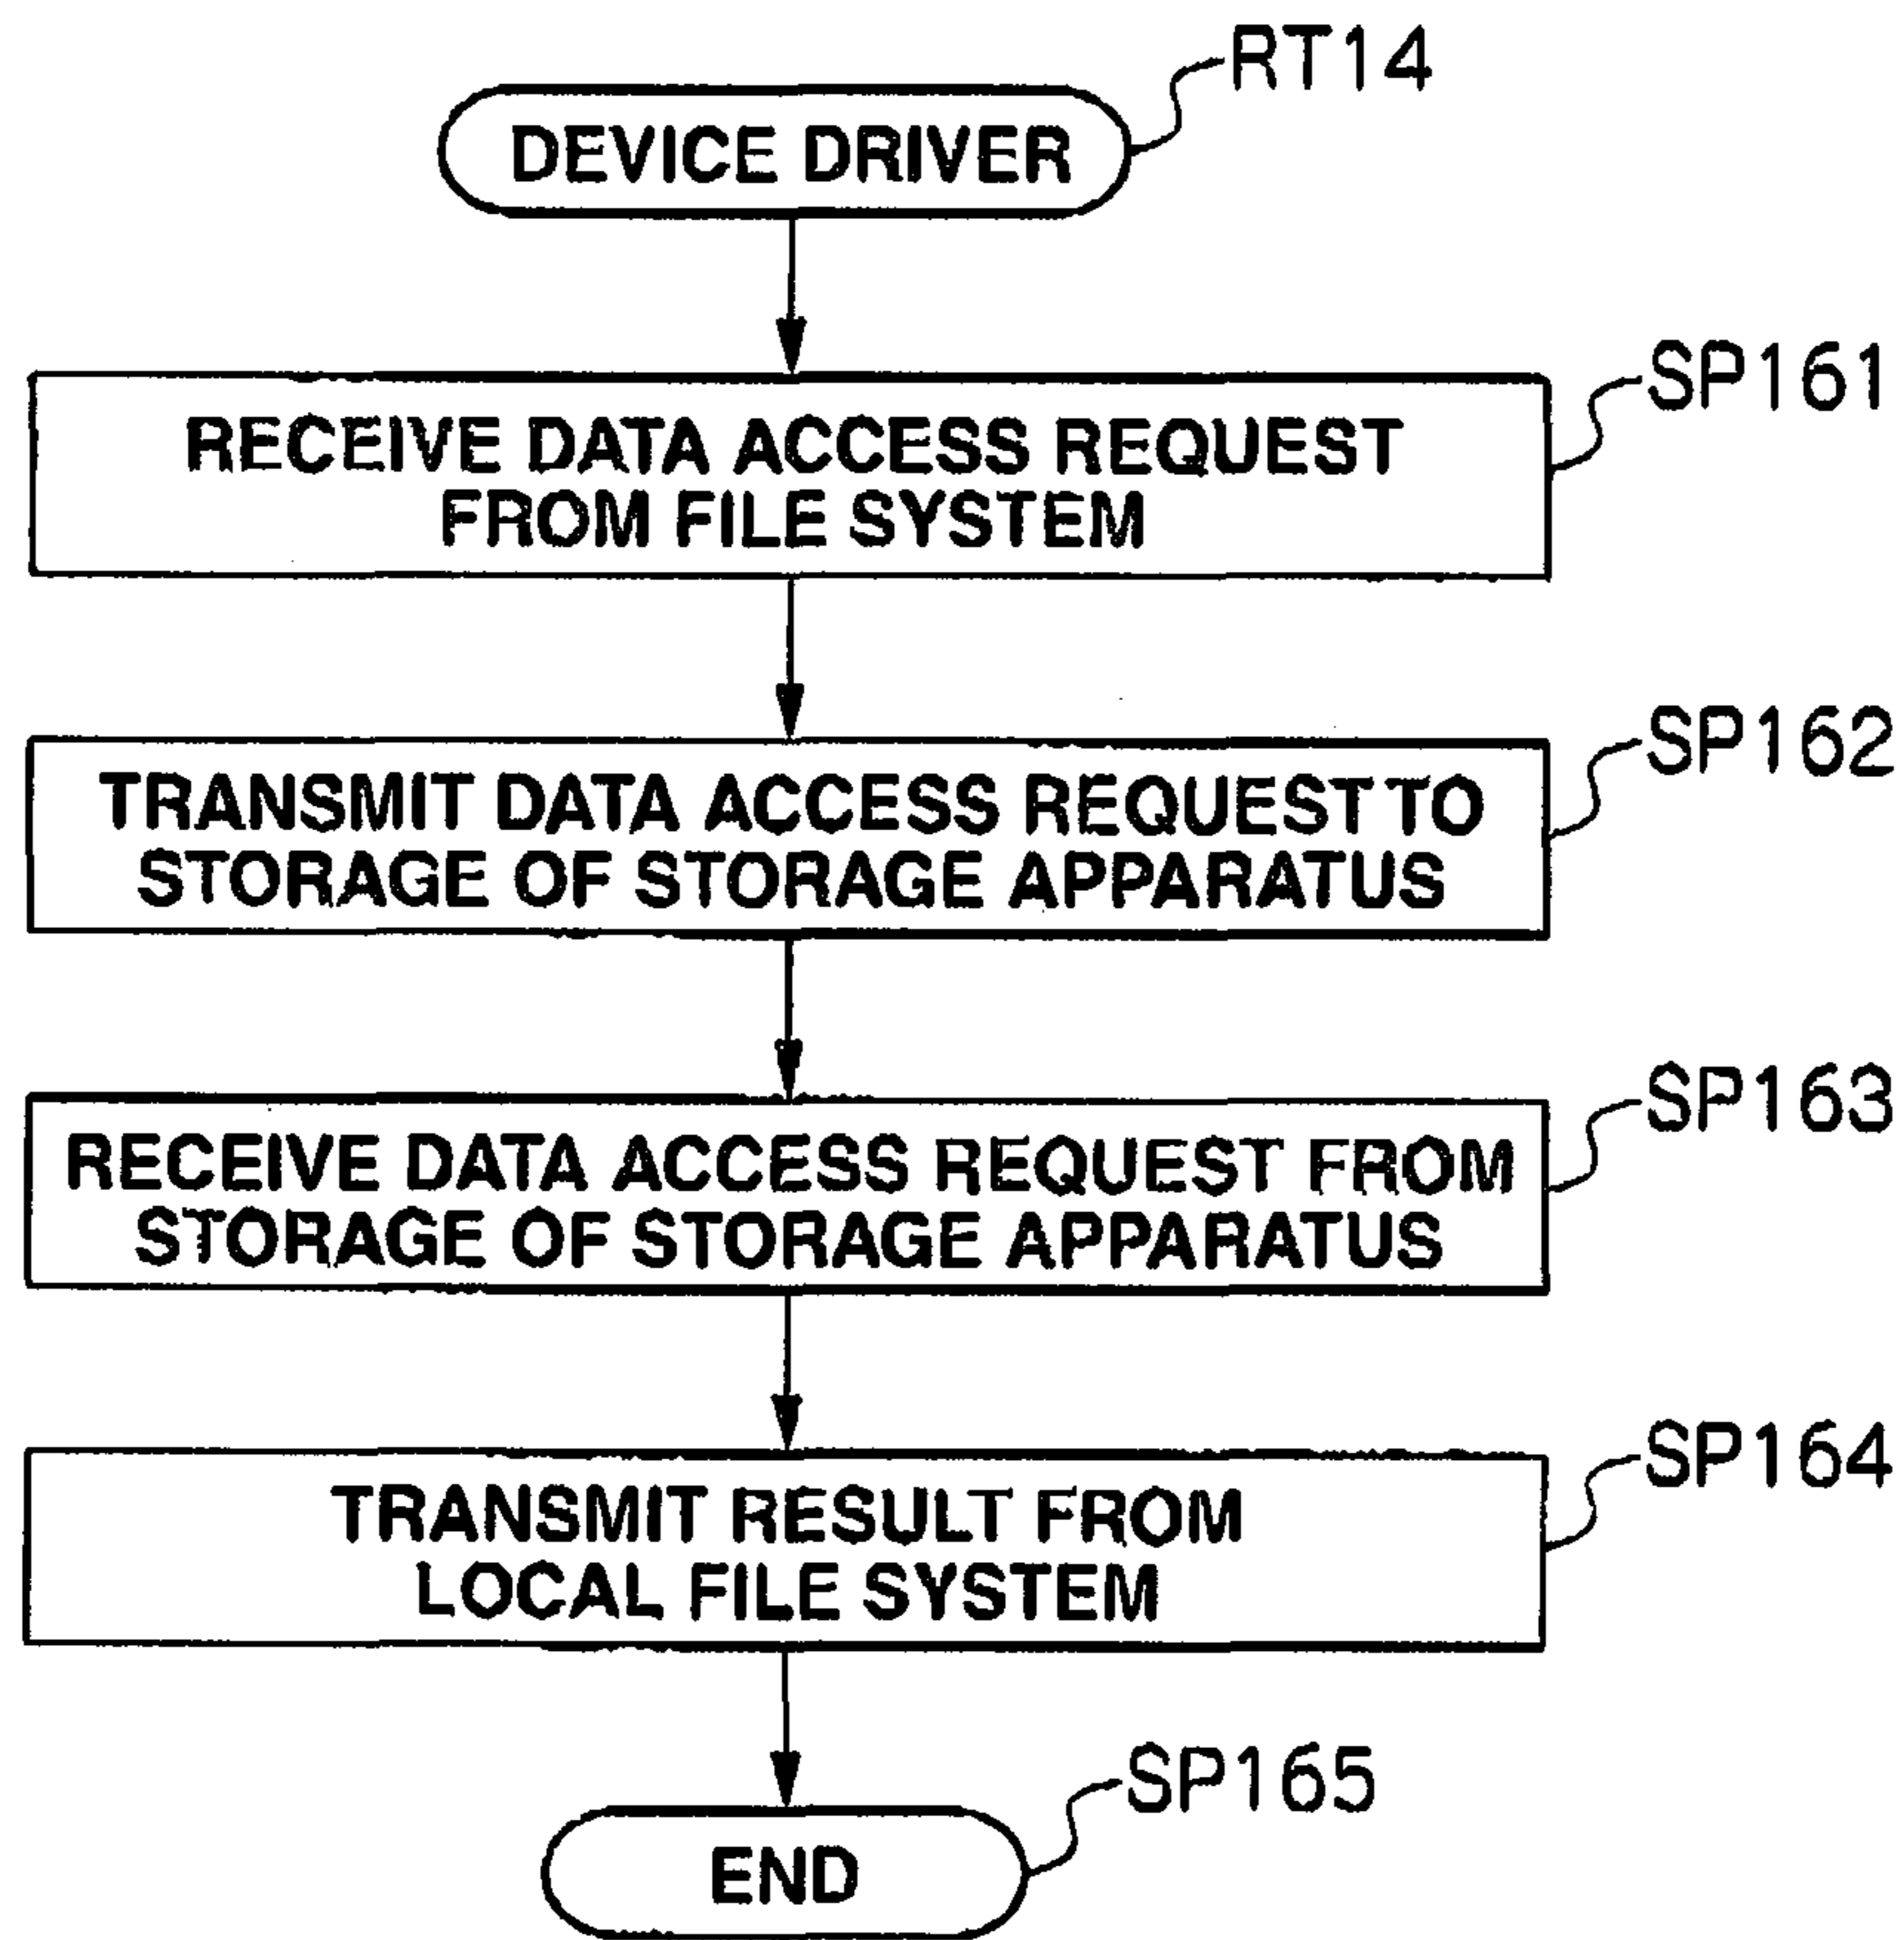 RT14
DEVICE DRIVER
SP161
RECEIVE DATA ACCESS REQUEST
FROM FILE SYSTEM
SP162
TRANSMIT DATA ACCESS REQUEST TO
STORAGE OF STORAGE APPARATUS
SP163
RECEIVE DATA ACCESS REQUEST FROM
STORAGE OF STORAGE APPARATUS
SP164
TRANSMIT RESULT FROM
LOCAL FILE SYSTEM
SP165
END